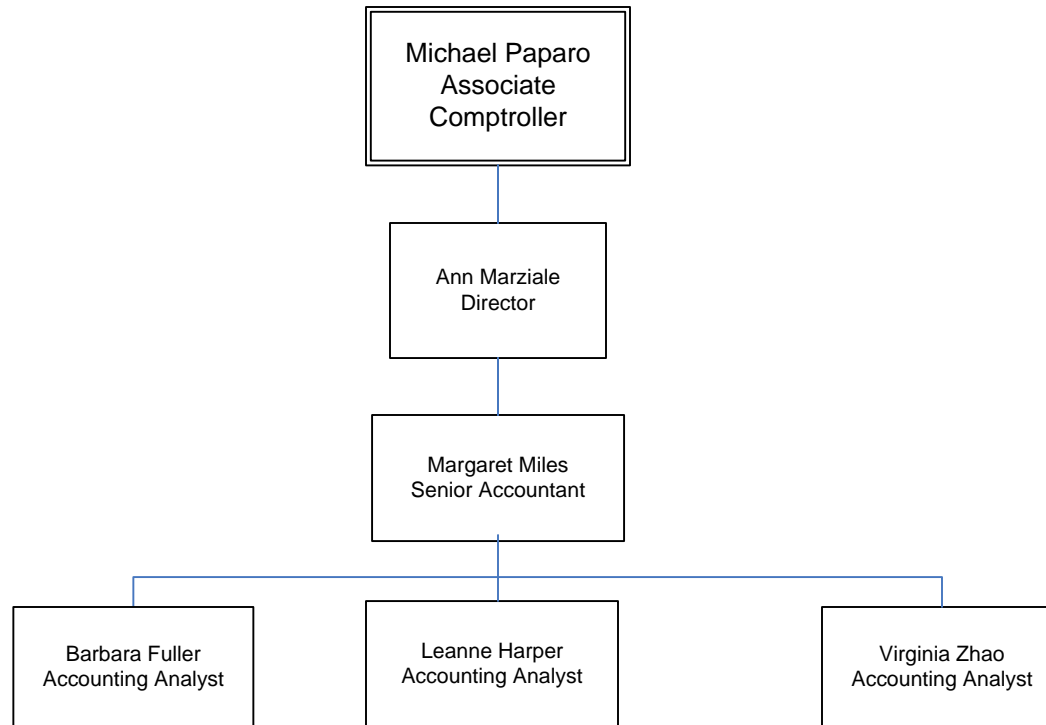 Michael Paparo
Associate
Comptroller
Ann Marziale
Director
Margaret Miles
Senior Accountant
Barbara Fuller
Accounting Analyst
Leanne Harper
Accounting Analyst
Virginia Zhao
Accounting Analyst